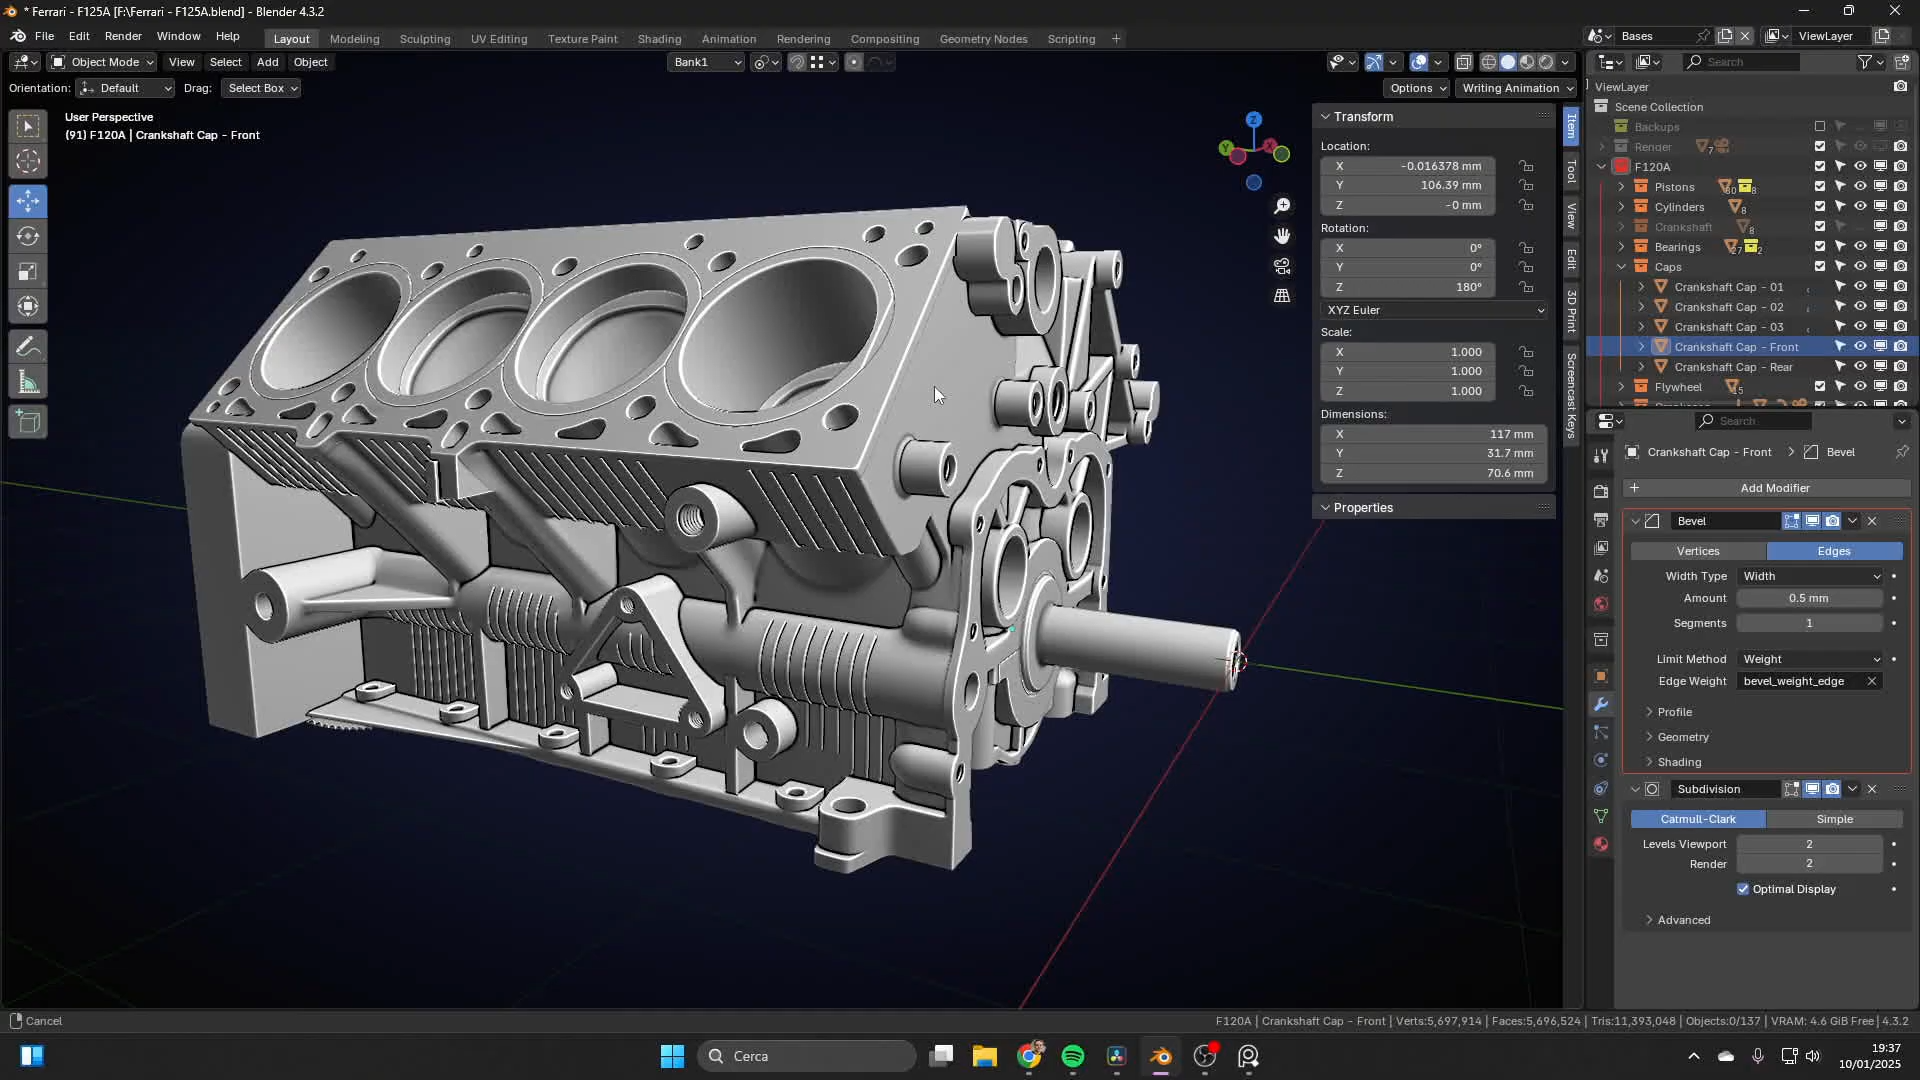 * Ferrari - F125A [F:\Ferrari - F125A.blend] - Blender 4.3.2
File Edit Render Window Help
Layout Modeling Sculpting UV Editing Texture Paint Shading Animation Rendering Compositing Geometry Nodes Scripting +
Bases
ViewLayer
Object Mode View Select Add Object
Bank1
Search
Orientation: Default Drag: Select Box
Options Writing Animation
ViewLayer
Scene Collection
Backups
Render 7
F120A
Pistons 8
Cylinders 8
Crankshaft 8
Bearings 27 2
Caps
Crankshaft Cap - 01
Crankshaft Cap - 02
Crankshaft Cap - 03
Crankshaft Cap - Front
Crankshaft Cap - Rear
Flywheel
User Perspective
(91) F120A | Crankshaft Cap - Front
Z
Y
X
Transform
Location:
X -0.016378 mm
Y 106.39 mm
Z -0 mm
Rotation:
X 0°
Y 0°
Z 180°
XYZ Euler
Scale:
X 1.000
Y 1.000
Z 1.000
Dimensions:
X 117 mm
Y 31.7 mm
Z 70.6 mm
Properties
Item
Tool
View
Edit
3D Print
Screencast Keys
Search
Crankshaft Cap - Front > Bevel
+ Add Modifier
Bevel
Vertices Edges
Width Type Width
Amount 0.5 mm
Segments 1
Limit Method Weight
Edge Weight bevel_weight_edge
Profile
Geometry
Shading
Subdivision
Catmull-Clark Simple
Levels Viewport 2
Render 2
Optimal Display
Advanced
Cancel
F120A | Crankshaft Cap - Front | Verts:5,697,914 | Faces:5,696,524 | Tris:11,393,048 | Objects:0/137 | VRAM: 4.6 GiB Free | 4.3.2
Cerca
19:37
10/01/2025